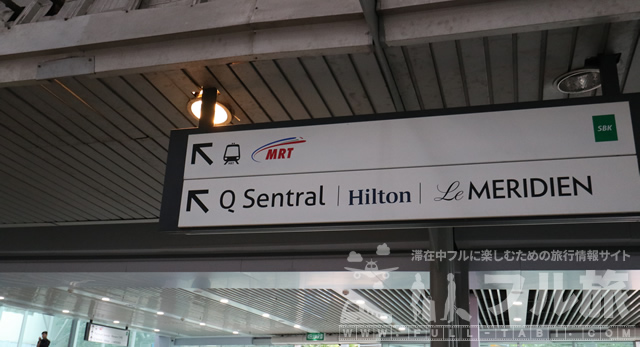 MRT SBK
Q Sentral | Hilton | Le MERIDIEN
滞在中フルに楽しむための旅行情報サイト
フル旅
WWW.FULL-TABI.COM